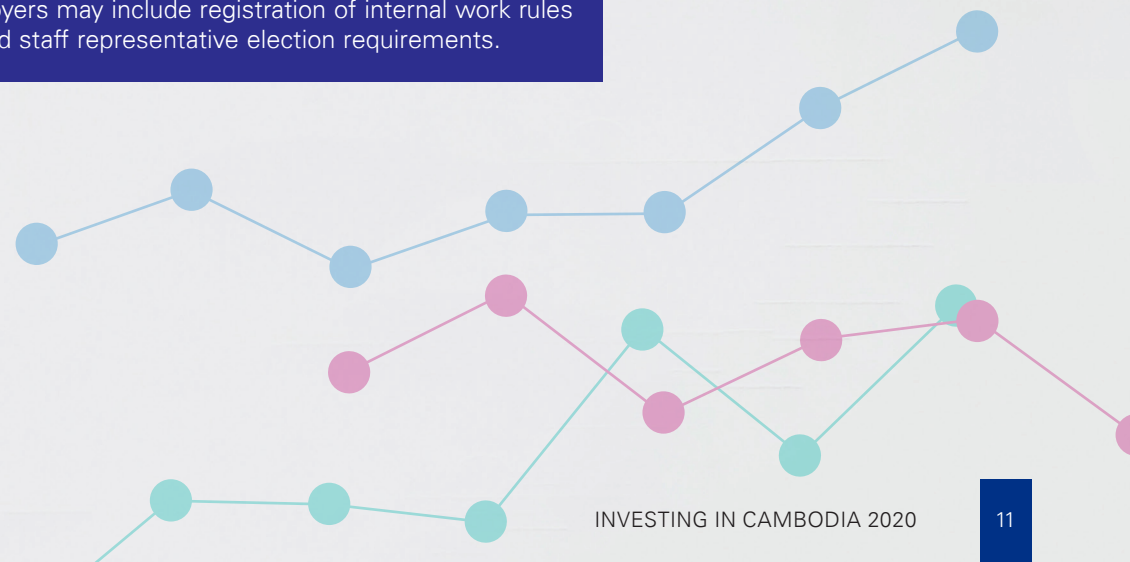 yers may include registration of internal work rules
d staff representative election requirements.
INVESTING IN CAMBODIA 2020
11